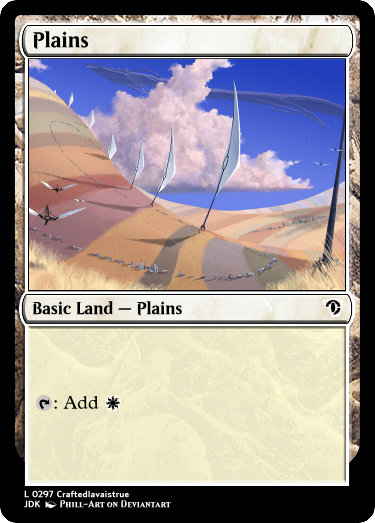 Plains
Basic Land — Plains
: Add
L 0297 Craftedlavaistrue
JDK Phill-Art on Deviantart